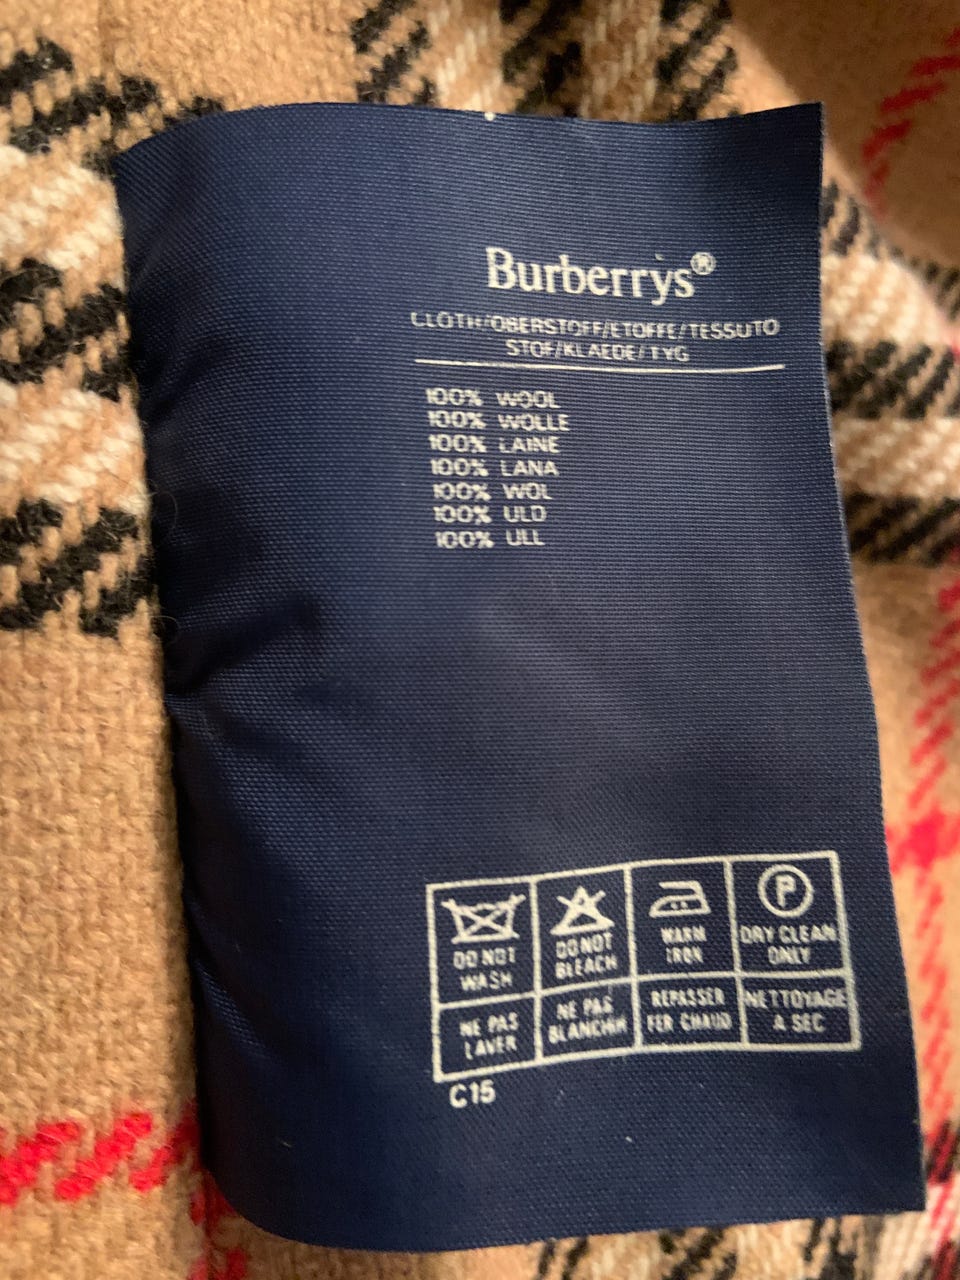 Burberrys®
CLOTH/OBERSTOFF/ETOFFE/TESSUTO
STOF/KLAEDE/TYG
100% WOOL
100% WOLLE
100% LAINE
100% LANA
100% WOL
100% ULD
100% ULL
P
DO NOT
WASH
DO NOT
BLEACH
WARM
IRON
DRY CLEAN
ONLY
NE PAS
LAVER
NE PAS
BLANCHIR
REPASSER
FER CHAUD
NETTOYAGE
A SEC
C15